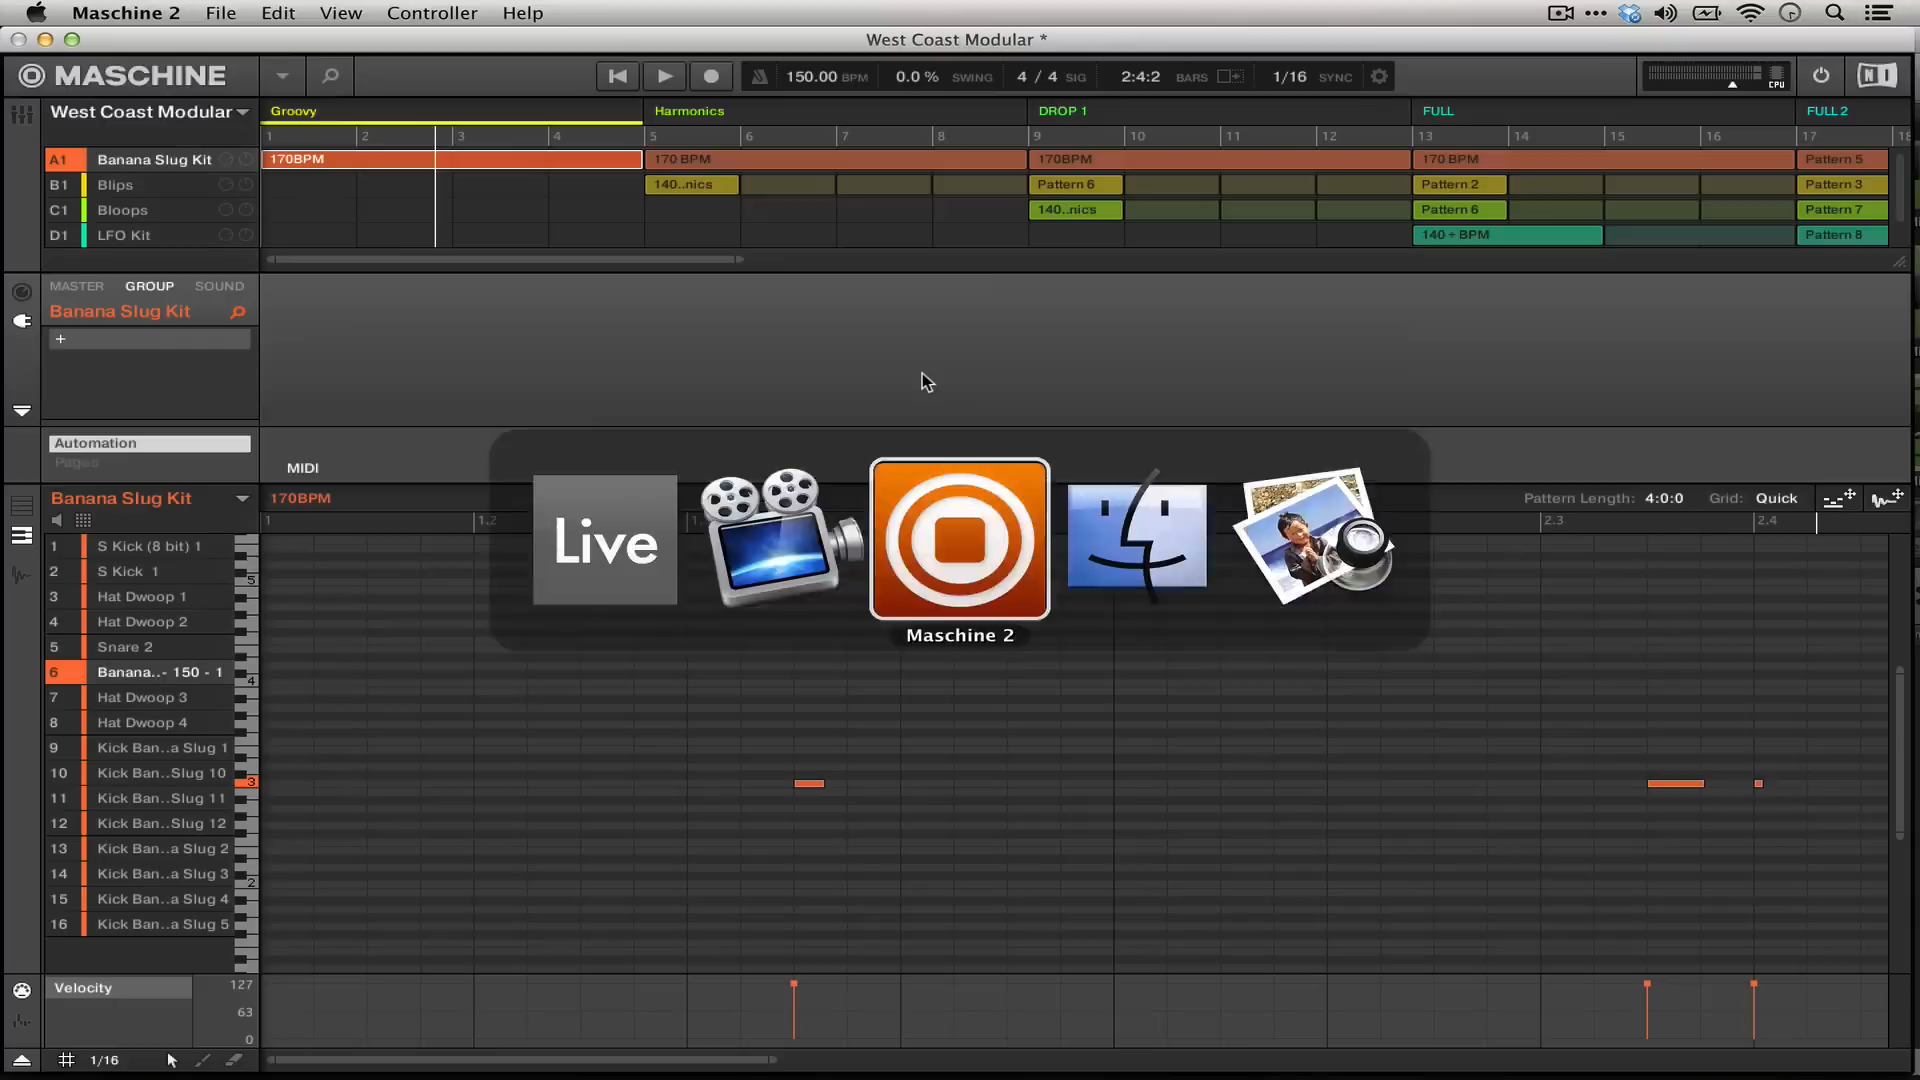 Maschine 2 File Edit View Controller Help
West Coast Modular *
MASCHINE 150.00 BPM 0.0 % SWING 4 / 4 SIG 2:4:2 BARS 1/16 SYNC CPU NI
West Coast Modular Groovy Harmonics DROP 1 FULL FULL 2
1 2 3 4 5 6 7 8 9 10 11 12 13 14 15 16 17 18
A1 Banana Slug Kit 170BPM 170 BPM 170BPM 170 BPM Pattern 5
B1 Blips 140..nics Pattern 6 Pattern 2 Pattern 3
C1 Bloops 140..nics Pattern 6 Pattern 7
D1 LFO Kit 140 + BPM Pattern 8
MASTER GROUP SOUND
Banana Slug Kit
+
Automation
Pages
MIDI
Banana Slug Kit 170BPM Pattern Length: 4:0:0 Grid: Quick
1 1.2 2.3 2.4
1 S Kick (8 bit) 1
2 S Kick 1
3 Hat Dwoop 1
4 Hat Dwoop 2
5 Snare 2
6 Banana..- 150 - 1
7 Hat Dwoop 3
8 Hat Dwoop 4
9 Kick Ban..a Slug 1
10 Kick Ban..Slug 10
11 Kick Ban..Slug 11
12 Kick Ban..Slug 12
13 Kick Ban..a Slug 2
14 Kick Ban..a Slug 3
15 Kick Ban..a Slug 4
16 Kick Ban..a Slug 5
5
4
3
2
Live
Maschine 2
Velocity 127
63
0
1/16